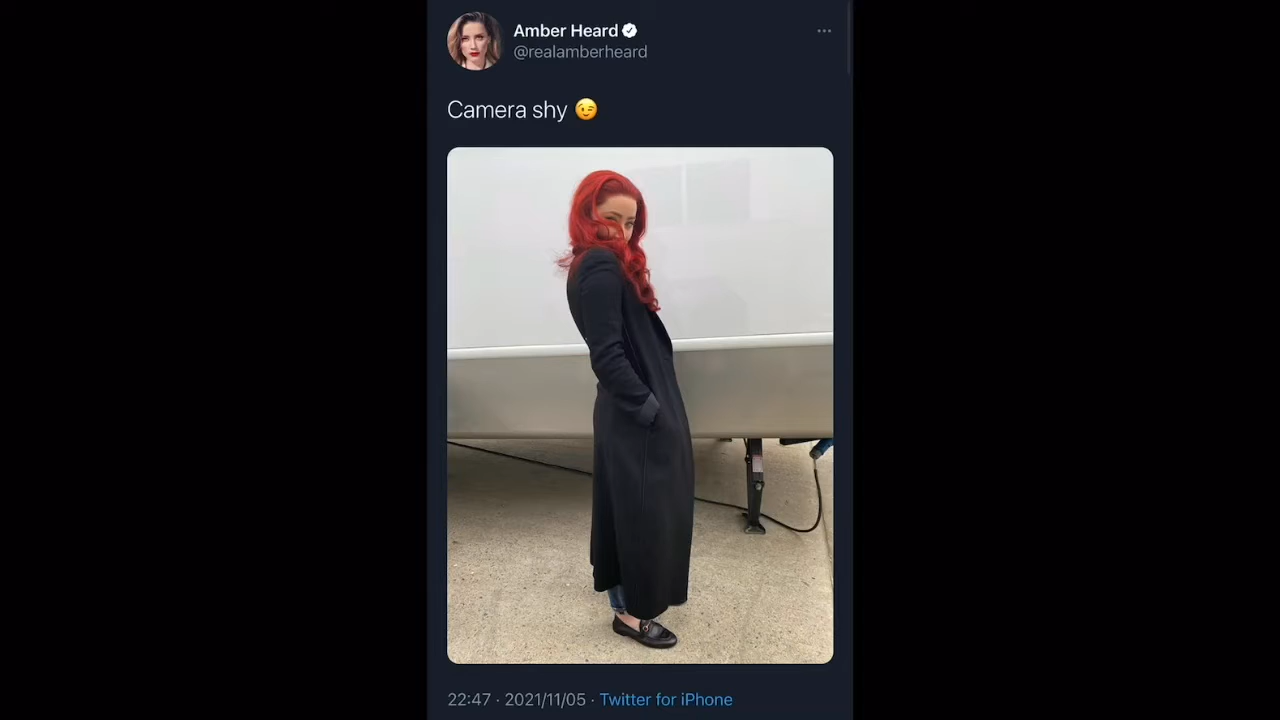 Amber Heard
@realamberheard
Camera shy 😉
22:47 · 2021/11/05 · Twitter for iPhone